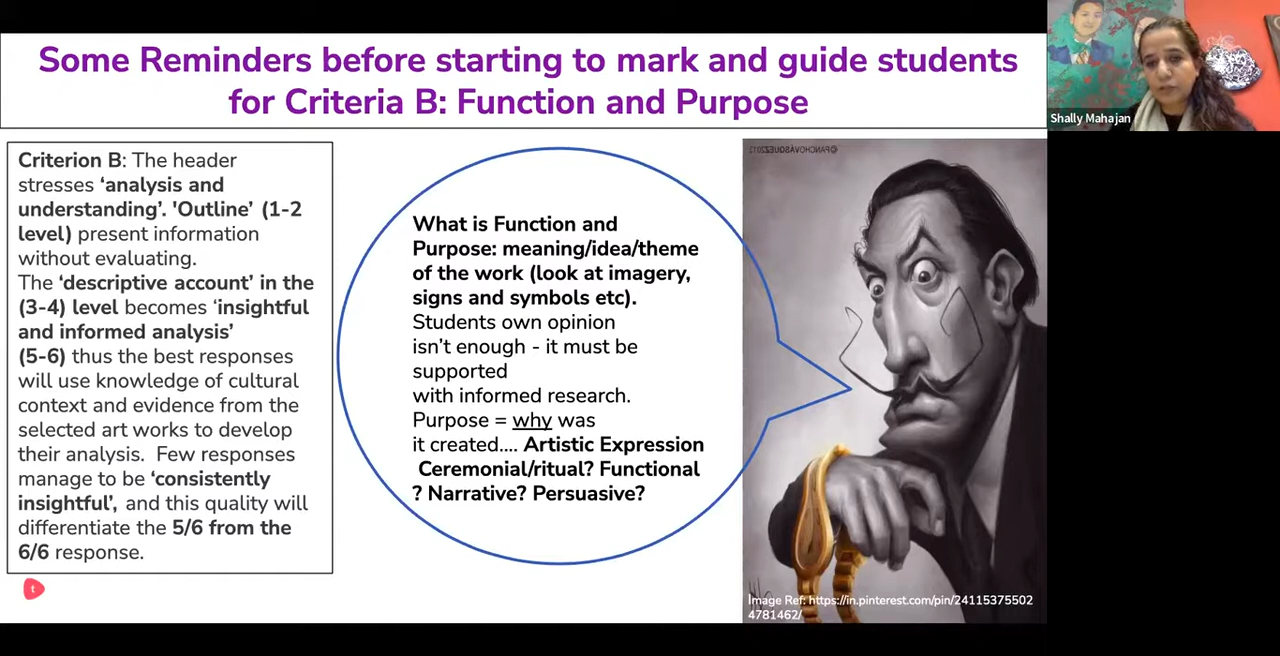 Some Reminders before starting to mark and guide students
for Criteria B: Function and Purpose
Shally Mahajan
Criterion B: The header
stresses ‘analysis and
understanding’. 'Outline’ (1-2
level) present information
without evaluating.
The ‘descriptive account’ in the
(3-4) level becomes ‘insightful
and informed analysis’
(5-6) thus the best responses
will use knowledge of cultural
context and evidence from the
selected art works to develop
their analysis. Few responses
manage to be ‘consistently
insightful’, and this quality will
differentiate the 5/6 from the
6/6 response.
t
What is Function and
Purpose: meaning/idea/theme
of the work (look at imagery,
signs and symbols etc).
Students own opinion
isn’t enough - it must be
supported
with informed research.
Purpose = why was
it created.... Artistic Expression
Ceremonial/ritual? Functional
? Narrative? Persuasive?
©PANCHOVASQUEZ2012
Image Ref: https://in.pinterest.com/pin/24115375502
4781462/